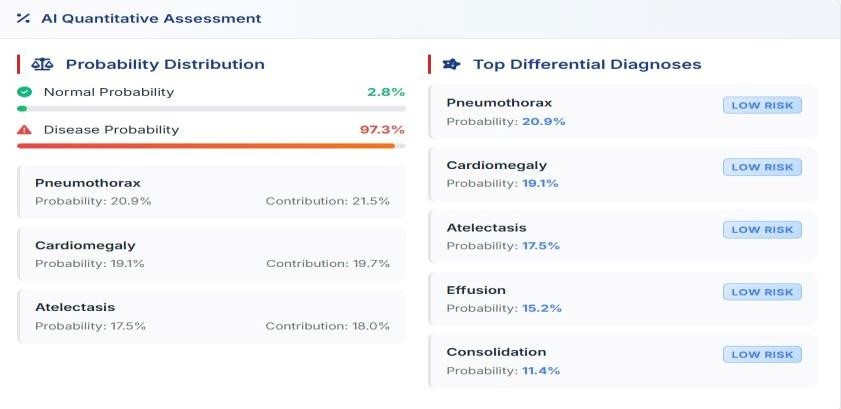 AI Quantitative Assessment
Probability Distribution
Normal Probability 2.8%
Disease Probability 97.3%
Pneumothorax
Probability: 20.9% Contribution: 21.5%
Cardiomegaly
Probability: 19.1% Contribution: 19.7%
Atelectasis
Probability: 17.5% Contribution: 18.0%
Top Differential Diagnoses
Pneumothorax LOW RISK
Probability: 20.9%
Cardiomegaly LOW RISK
Probability: 19.1%
Atelectasis LOW RISK
Probability: 17.5%
Effusion LOW RISK
Probability: 15.2%
Consolidation LOW RISK
Probability: 11.4%